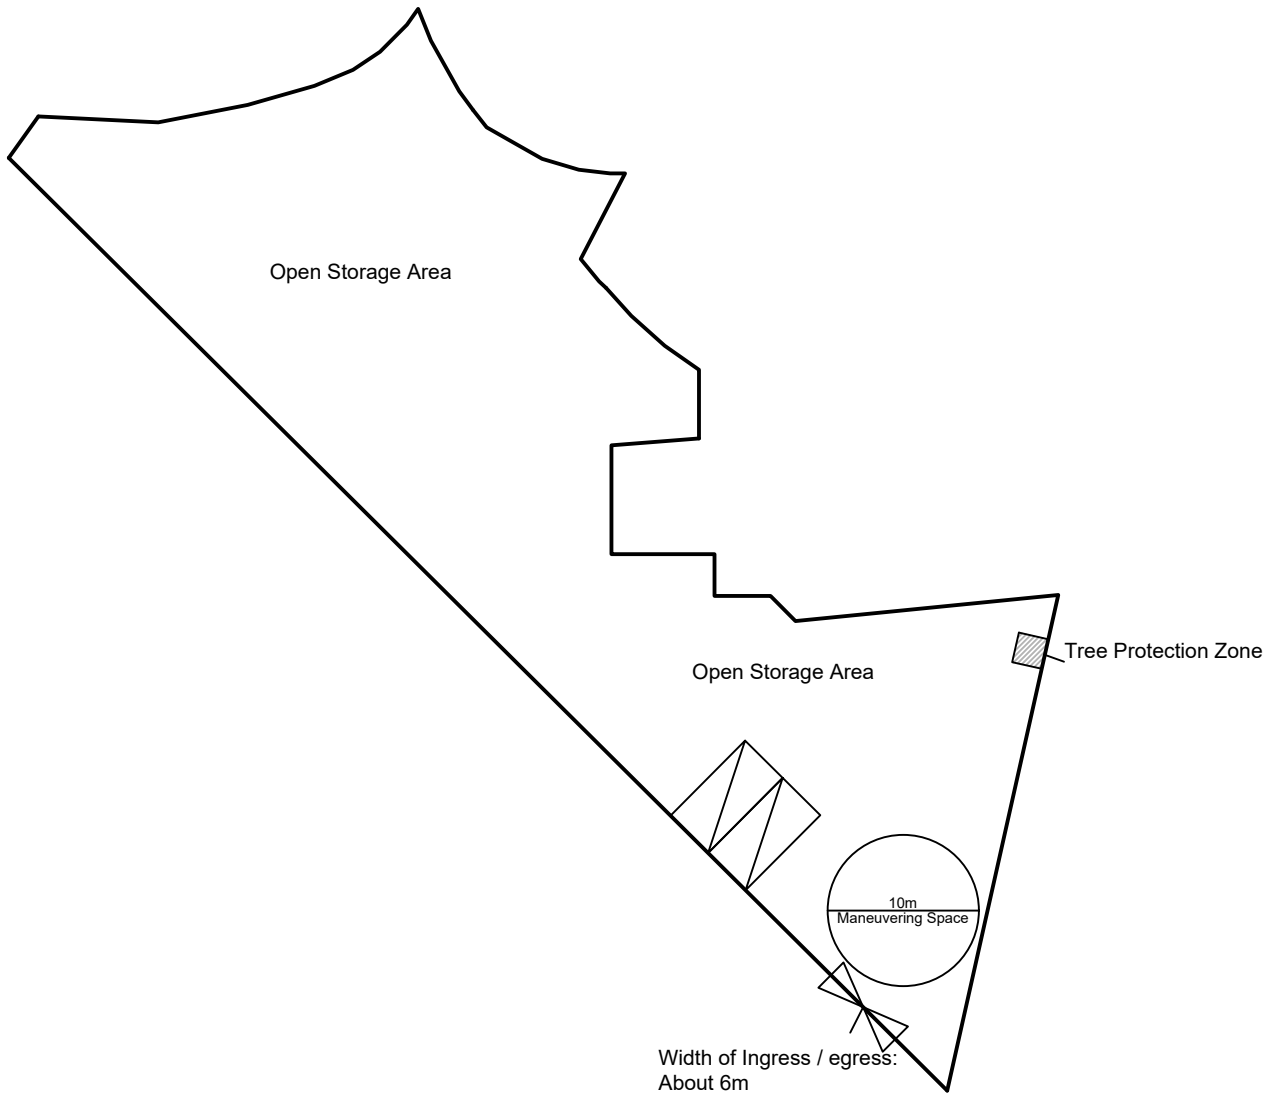 Open Storage Area
Tree Protection Zone
Open Storage Area
10m
Maneuvering Space
Width of Ingress / egress:
About 6m